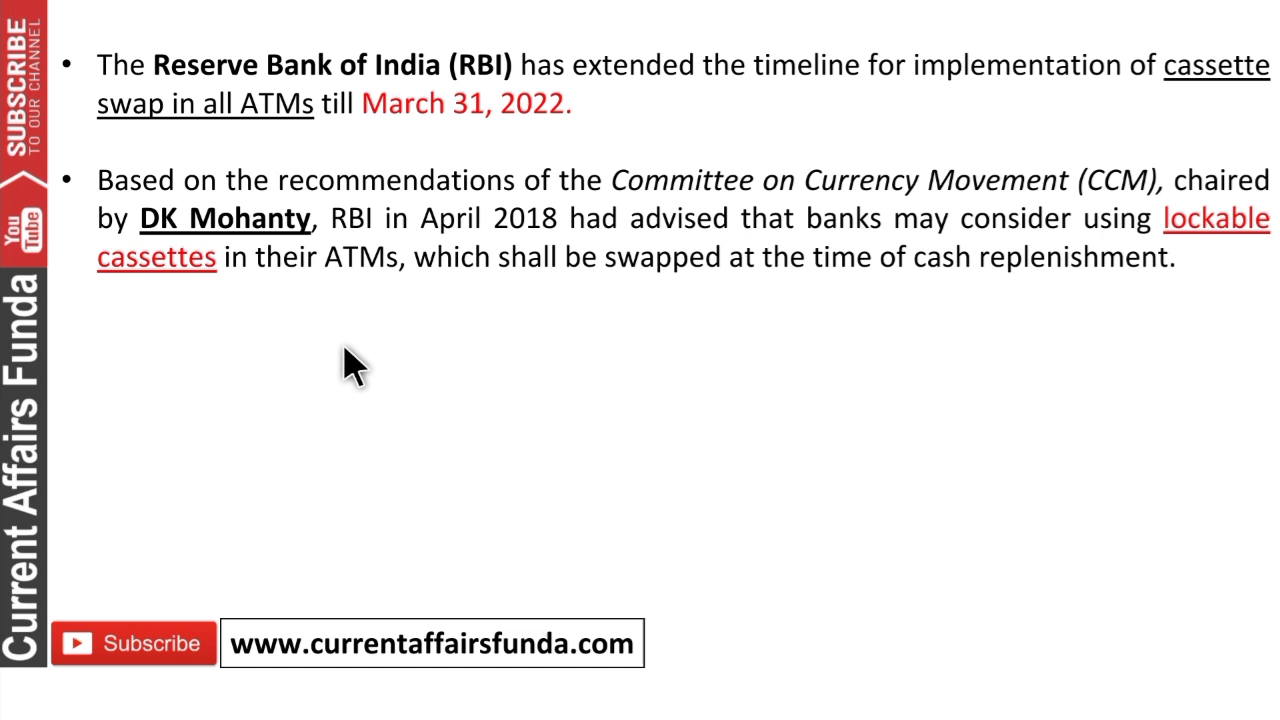 • The Reserve Bank of India (RBI) has extended the timeline for implementation of cassette
swap in all ATMs till March 31, 2022.
• Based on the recommendations of the Committee on Currency Movement (CCM), chaired
by DK Mohanty, RBI in April 2018 had advised that banks may consider using lockable
cassettes in their ATMs, which shall be swapped at the time of cash replenishment.
SUBSCRIBE
TO OUR CHANNEL
You
Tube
Current Affairs Funda
Subscribe
www.currentaffairsfunda.com